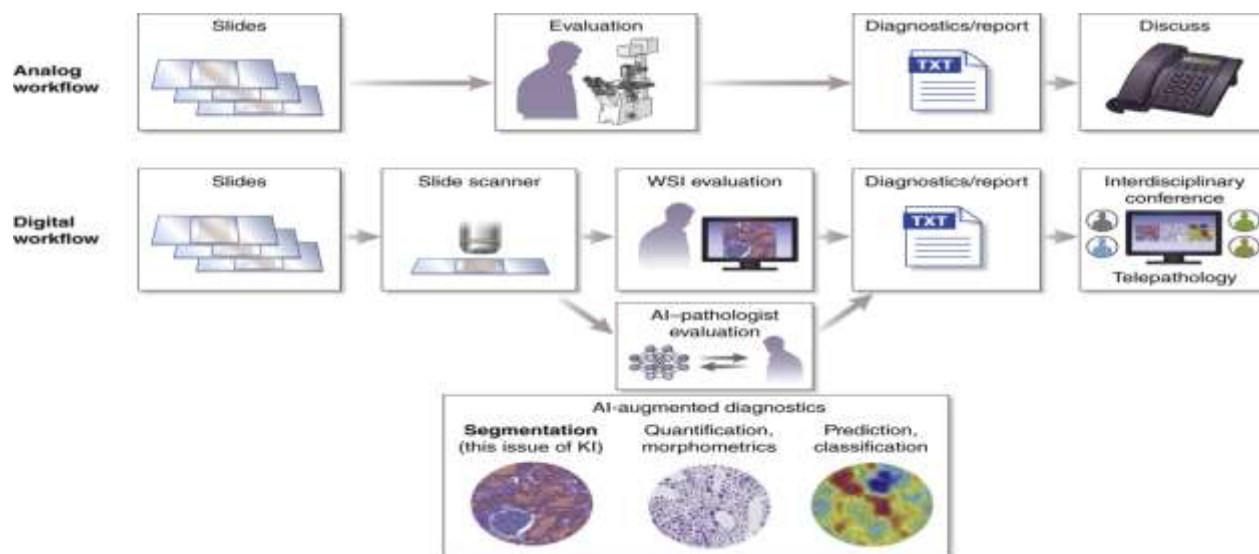 Slides
Evaluation
Diagnostics/report
Discuss
Analog
workflow
TXT
Slides
Slide scanner
WSI evaluation
Diagnostics/report
Interdisciplinary
conference
Digital
workflow
TXT
Telepathology
AI–pathologist
evaluation
AI-augmented diagnostics
Segmentation
(this issue of KI)
Quantification,
morphometrics
Prediction,
classification